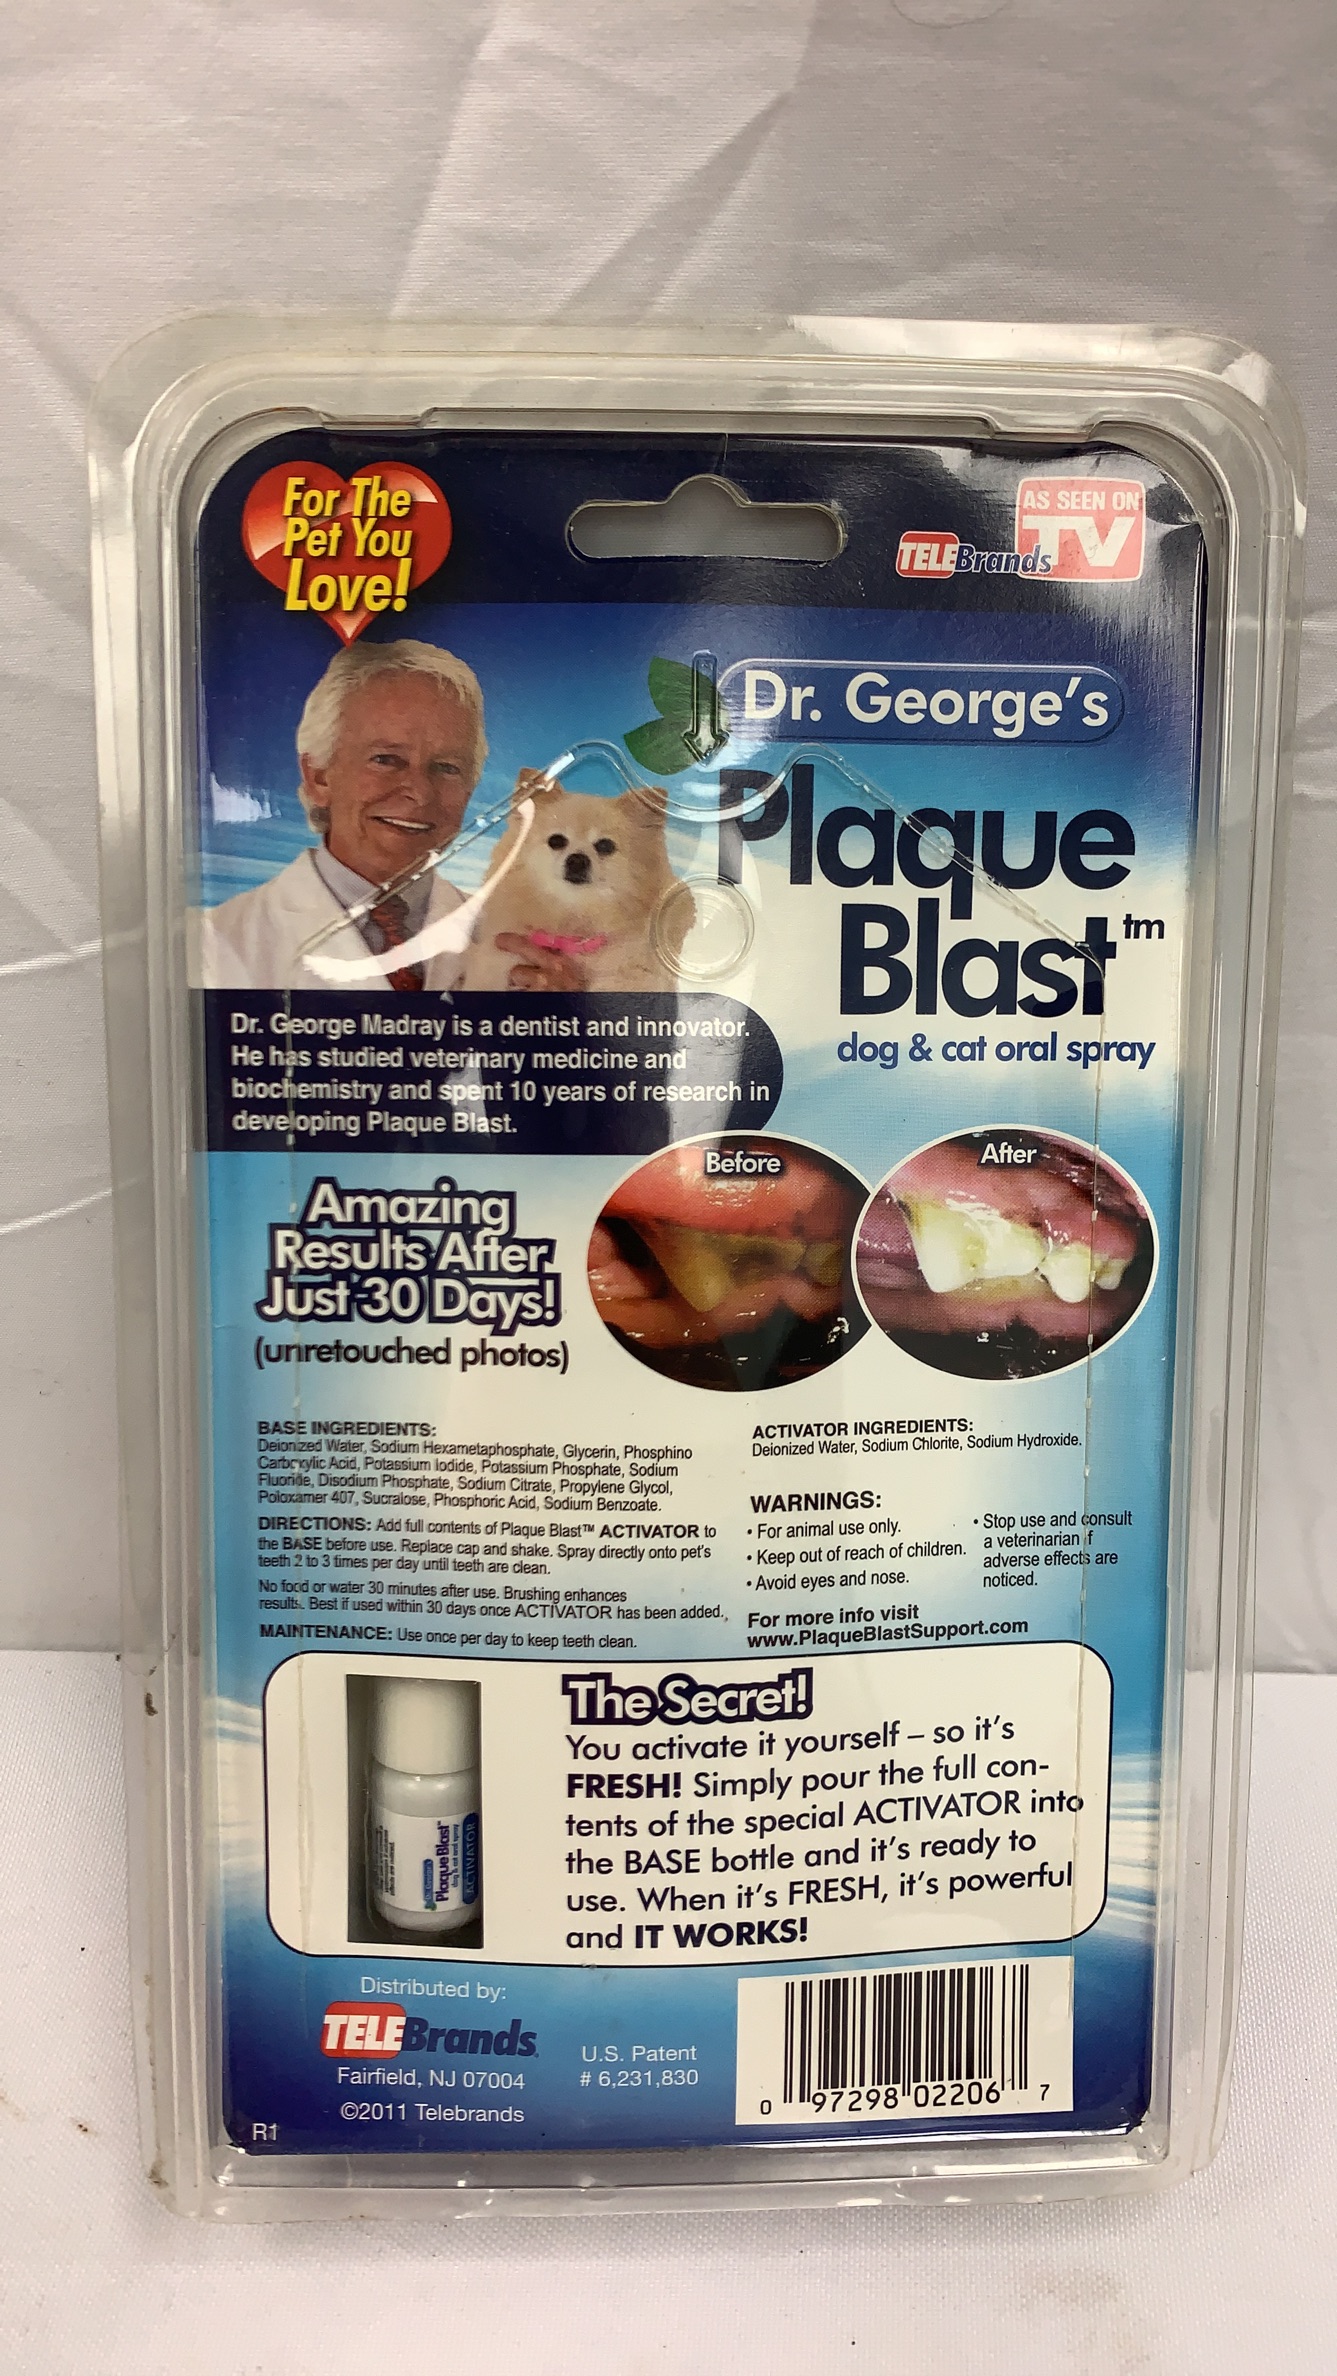 For The
Pet You
Love!
AS SEEN ON
TV
TELEBrands
Dr. George's
Plaque
Blast™
dog & cat oral spray
Dr. George Madray is a dentist and innovator.
He has studied veterinary medicine and
biochemistry and spent 10 years of research in
developing Plaque Blast.
Before
After
Amazing
Results After
Just 30 Days!
(unretouched photos)
BASE INGREDIENTS:
Deionized Water, Sodium Hexametaphosphate, Glycerin, Phosphino
Carboxylic Acid, Potassium Iodide, Potassium Phosphate, Sodium
Fluoride, Disodium Phosphate, Sodium Citrate, Propylene Glycol,
Poloxamer 407, Sucralose, Phosphoric Acid, Sodium Benzoate.
DIRECTIONS: Add full contents of Plaque Blast™ ACTIVATOR to
the BASE before use. Replace cap and shake. Spray directly onto pet's
teeth 2 to 3 times per day until teeth are clean.
No food or water 30 minutes after use. Brushing enhances
results. Best if used within 30 days once ACTIVATOR has been added.
MAINTENANCE: Use once per day to keep teeth clean.
ACTIVATOR INGREDIENTS:
Deionized Water, Sodium Chlorite, Sodium Hydroxide.
WARNINGS:
• For animal use only.
• Keep out of reach of children.
• Avoid eyes and nose.
• Stop use and consult
a veterinarian if
adverse effects are
noticed.
For more info visit
www.PlaqueBlastSupport.com
The Secret!
You activate it yourself – so it's
FRESH! Simply pour the full con-
tents of the special ACTIVATOR into
the BASE bottle and it's ready to
use. When it's FRESH, it's powerful
and IT WORKS!
Plaque Blast™
dog & cat oral spray
ACTIVATOR
Distributed by:
TELEBrands
Fairfield, NJ 07004
©2011 Telebrands
U.S. Patent
# 6,231,830
0 97298 02206 7
R1